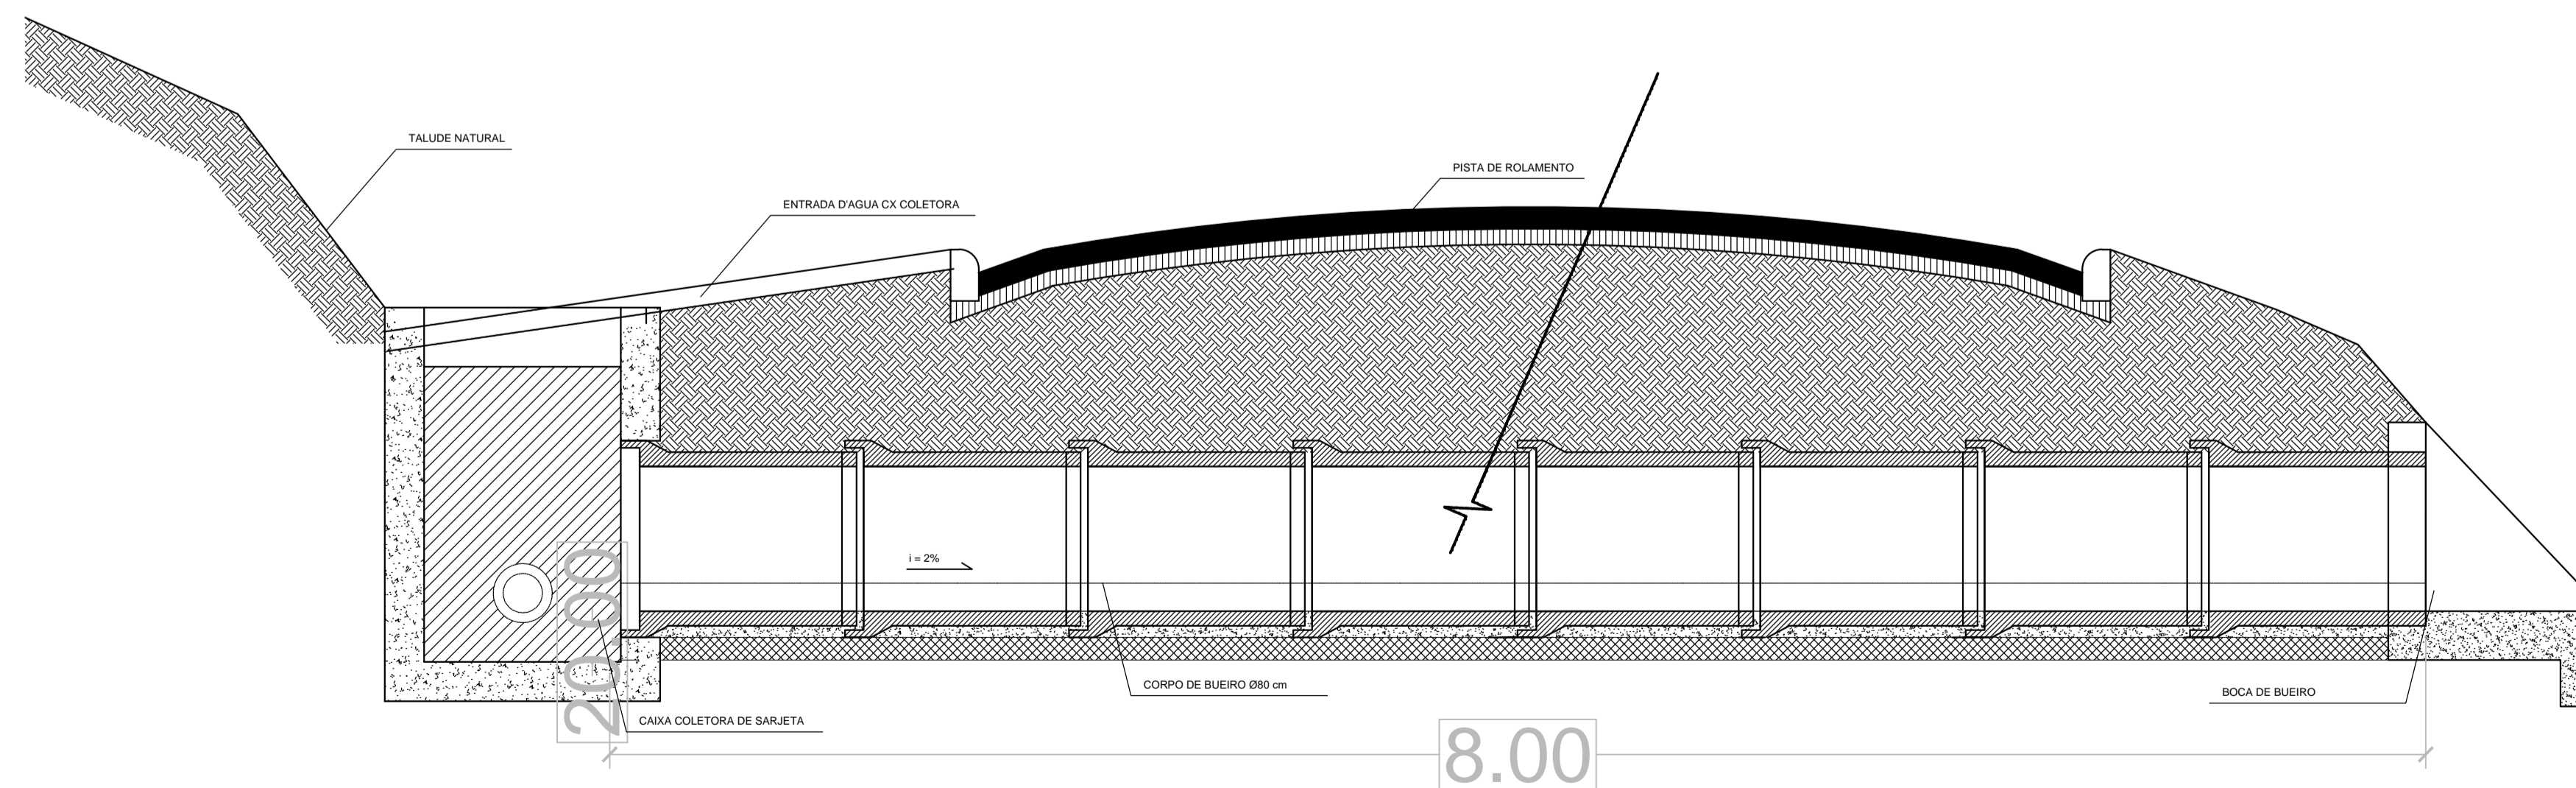 TALUDE NATURAL
PISTA DE ROLAMENTO
ENTRADA D'AGUA CX COLETORA
i = 2%
20.00
CORPO DE BUEIRO Ø80 cm
BOCA DE BUEIRO
CAIXA COLETORA DE SARJETA
8.00